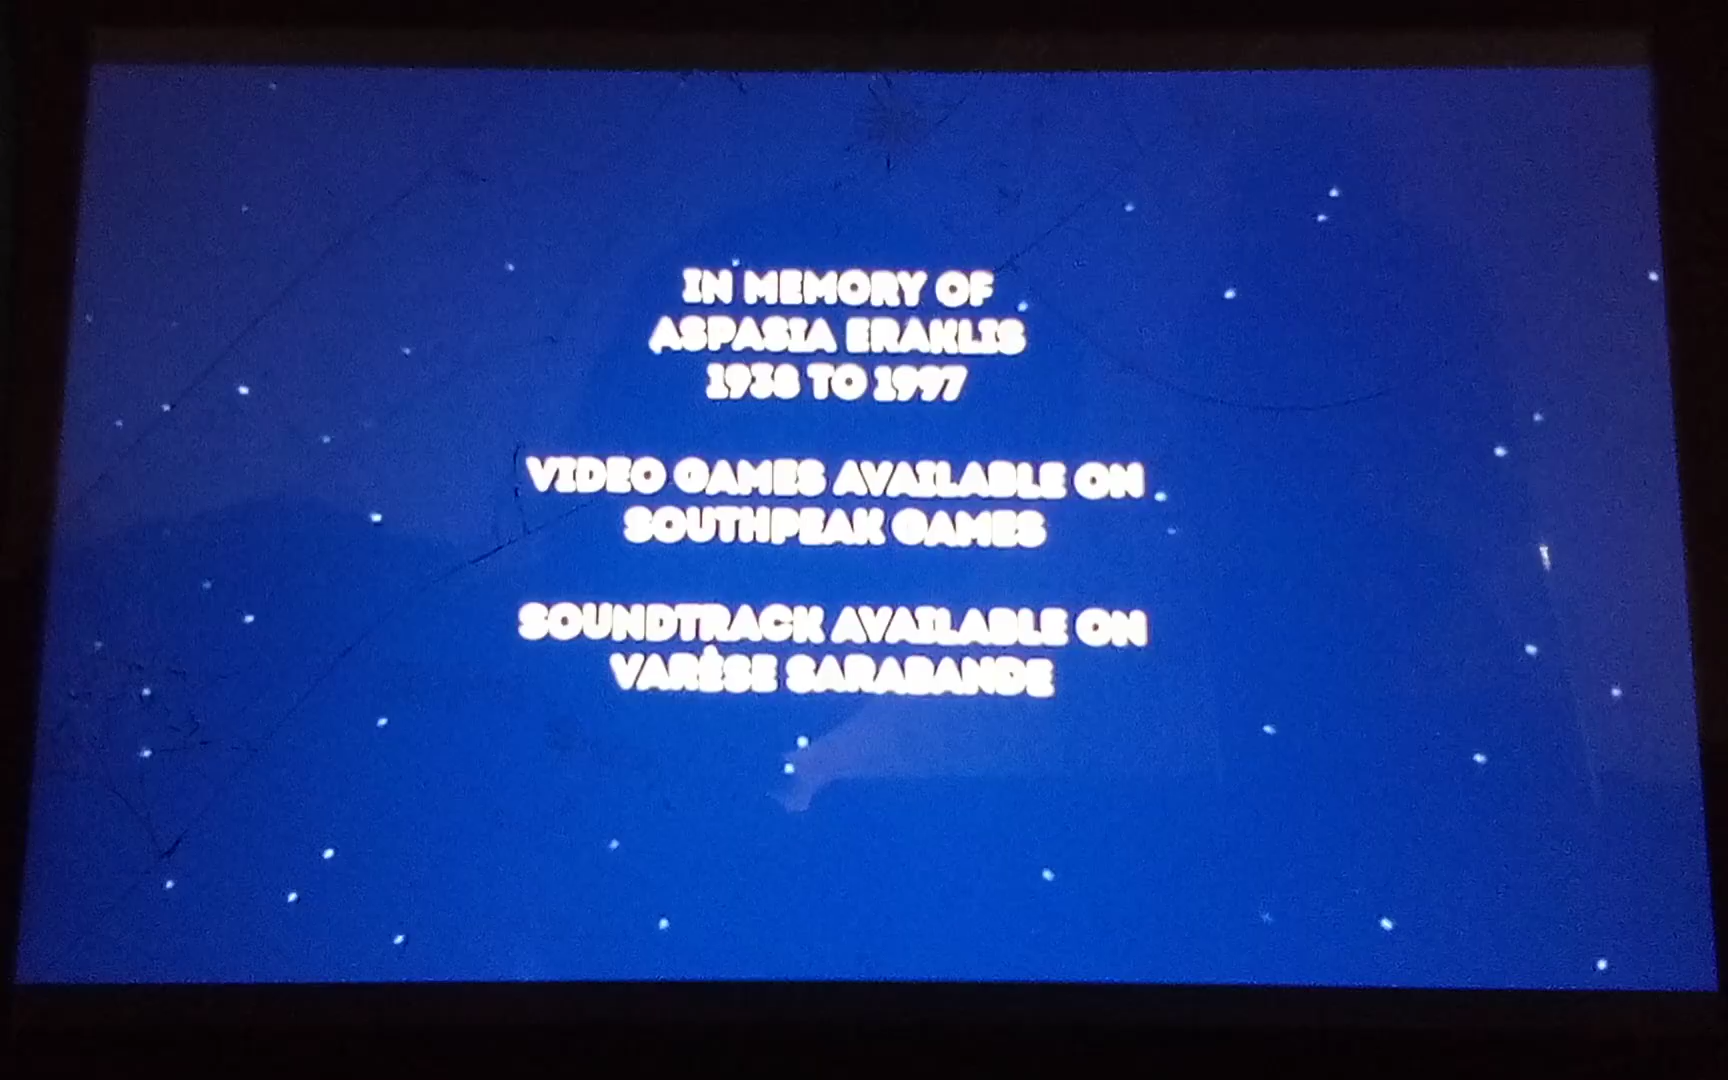 IN MEMORY OF
ASPASIA ERAKLIS
1938 TO 1997
VIDEO GAMES AVAILABLE ON
SOUTHPEAK GAMES
SOUNDTRACK AVAILABLE ON
VARÈSE SARABANDE